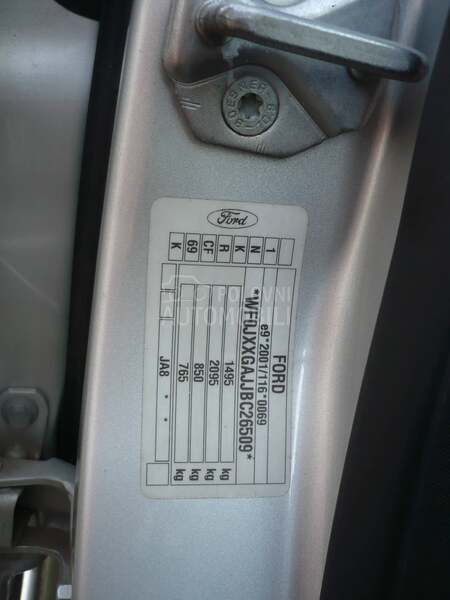 BOESNER
Ford
FORD
e9*2001/116*0069
*WF0JXXGAJJBC26509*
1495 kg
2095 kg
850 kg
765 kg
JA8 . .
1
N
K
R
CF
69
K
POLOVNI
AUTOMOBILI